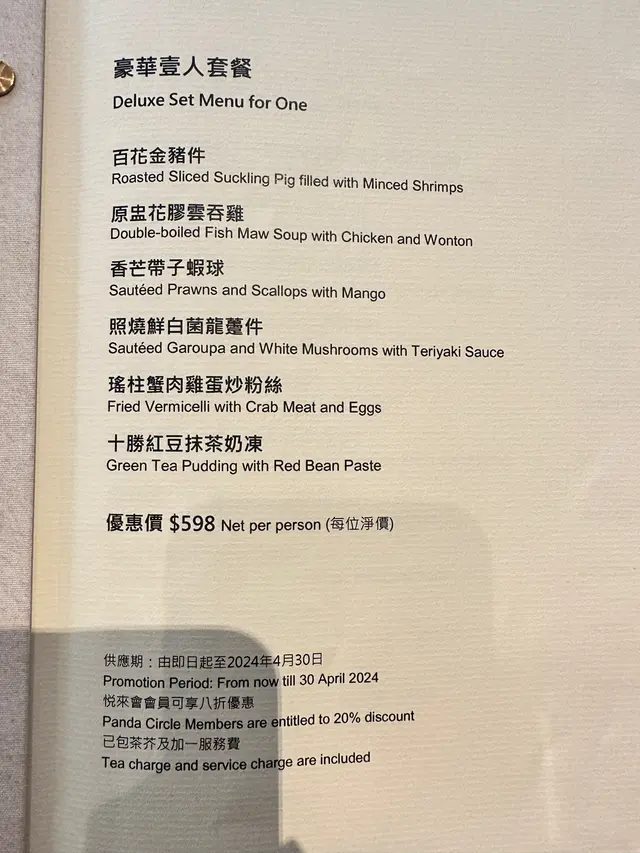 豪華壹人套餐
Deluxe Set Menu for One
百花金豬件
Roasted Sliced Suckling Pig filled with Minced Shrimps
原盅花膠雲吞雞
Double-boiled Fish Maw Soup with Chicken and Wonton
香芒帶子蝦球
Sautéed Prawns and Scallops with Mango
照燒鮮白菌龍躉件
Sautéed Garoupa and White Mushrooms with Teriyaki Sauce
瑤柱蟹肉雞蛋炒粉絲
Fried Vermicelli with Crab Meat and Eggs
十勝紅豆抹茶奶凍
Green Tea Pudding with Red Bean Paste
優惠價 $598 Net per person (每位淨價)
供應期：由即日起至2024年4月30日
Promotion Period: From now till 30 April 2024
悅來會會員可享八折優惠
Panda Circle Members are entitled to 20% discount
已包茶芥及加一服務費
Tea charge and service charge are included